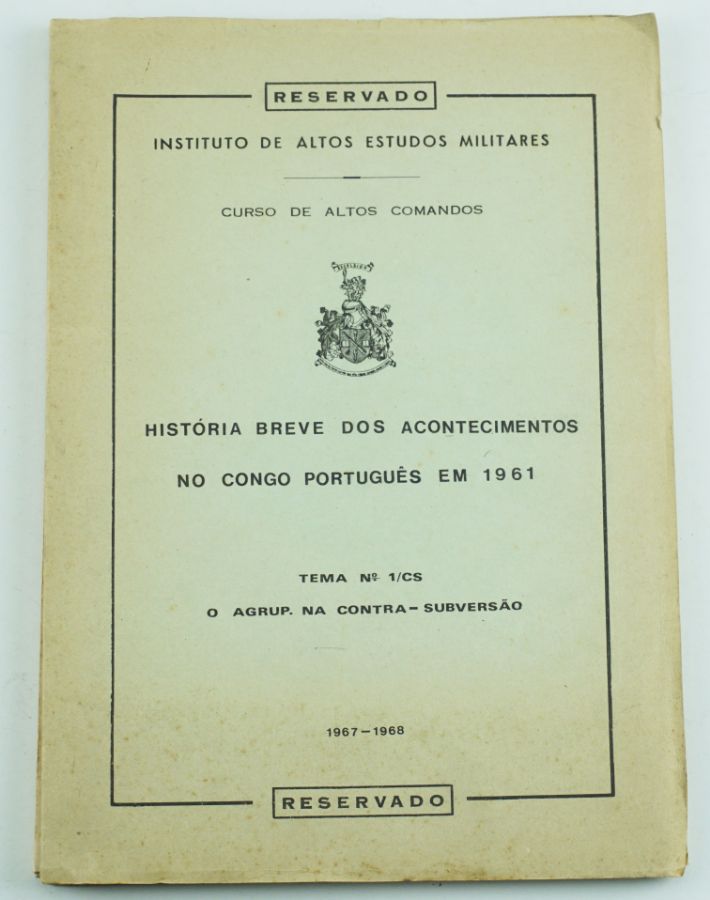 RESERVADO
INSTITUTO DE ALTOS ESTUDOS MILITARES
CURSO DE ALTOS COMANDOS
HISTÓRIA BREVE DOS ACONTECIMENTOS
NO CONGO PORTUGUÊS EM 1961
TEMA Nº 1/CS
O AGRUP. NA CONTRA-SUBVERSÃO
1967-1968
RESERVADO